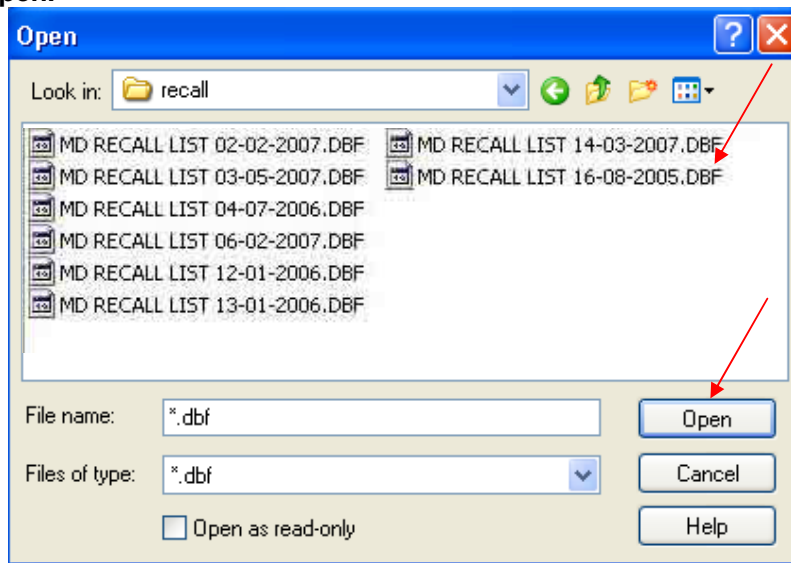 Open
Look in: recall
MD RECALL LIST 02-02-2007.DBF MD RECALL LIST 14-03-2007.DBF
MD RECALL LIST 03-05-2007.DBF MD RECALL LIST 16-08-2005.DBF
MD RECALL LIST 04-07-2006.DBF
MD RECALL LIST 06-02-2007.DBF
MD RECALL LIST 12-01-2006.DBF
MD RECALL LIST 13-01-2006.DBF
File name: *.dbf Open
Files of type: *.dbf Cancel
Open as read-only Help